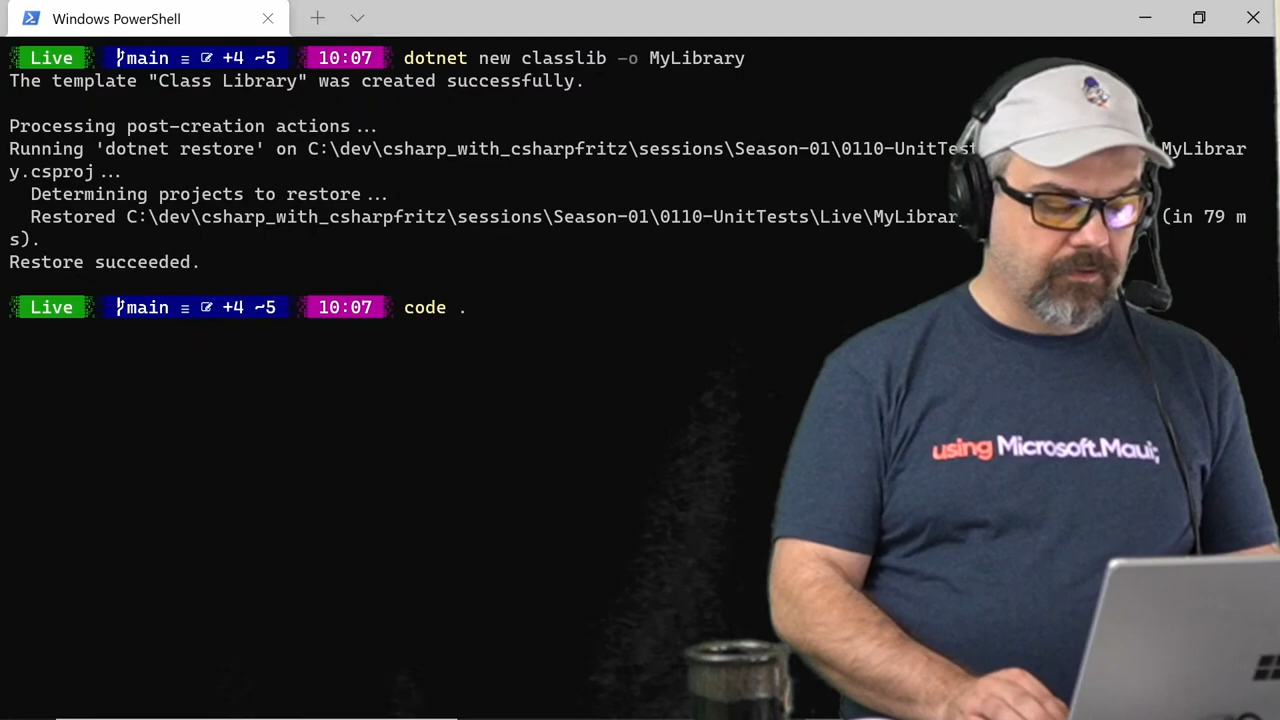 Windows PowerShell
Live main ≡ +4 ~5 10:07 dotnet new classlib -o MyLibrary
The template "Class Library" was created successfully.
Processing post-creation actions...
Running 'dotnet restore' on C:\dev\csharp_with_csharpfritz\sessions\Season-01\0110-UnitTest MyLibrar
y.csproj...
Determining projects to restore...
Restored C:\dev\csharp_with_csharpfritz\sessions\Season-01\0110-UnitTests\Live\MyLibrar (in 79 m
s).
Restore succeeded.
Live main ≡ +4 ~5 10:07 code .
using Microsoft.Maui;